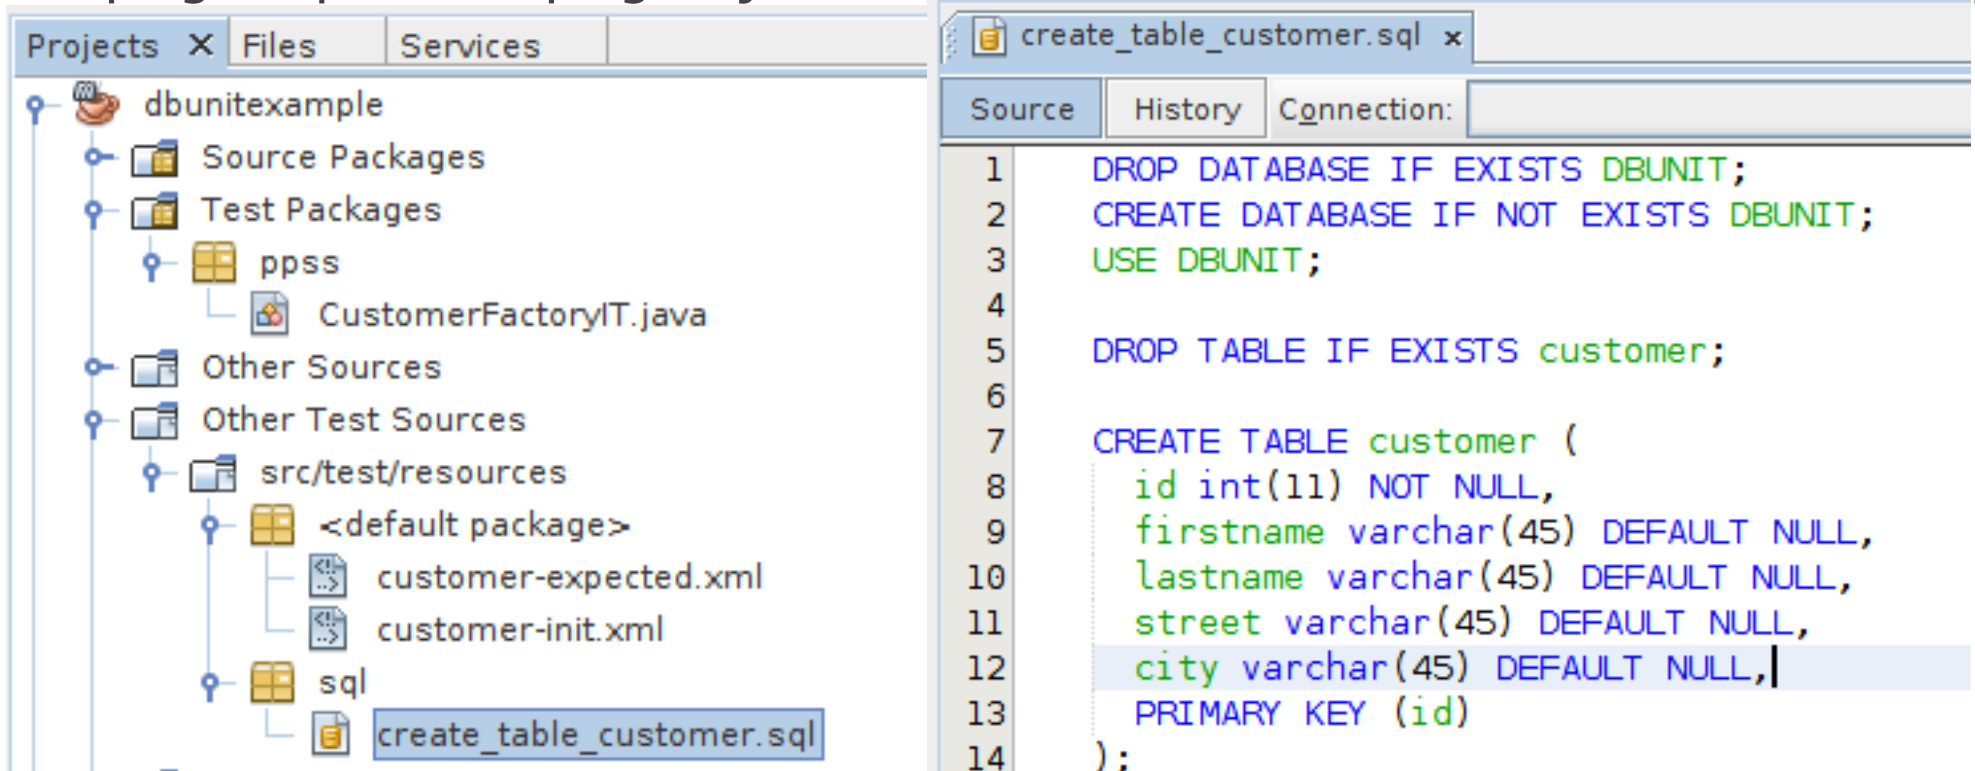 Projects X Files Services
dbunitexample
Source Packages
Test Packages
ppss
CustomerFactoryIT.java
Other Sources
Other Test Sources
src/test/resources
<default package>
customer-expected.xml
customer-init.xml
sql
create_table_customer.sql
create_table_customer.sql x
Source History Connection:
1 DROP DATABASE IF EXISTS DBUNIT;
2 CREATE DATABASE IF NOT EXISTS DBUNIT;
3 USE DBUNIT;
4
5 DROP TABLE IF EXISTS customer;
6
7 CREATE TABLE customer (
8 id int(11) NOT NULL,
9 firstname varchar(45) DEFAULT NULL,
10 lastname varchar(45) DEFAULT NULL,
11 street varchar(45) DEFAULT NULL,
12 city varchar(45) DEFAULT NULL,
13 PRIMARY KEY (id)
14 );